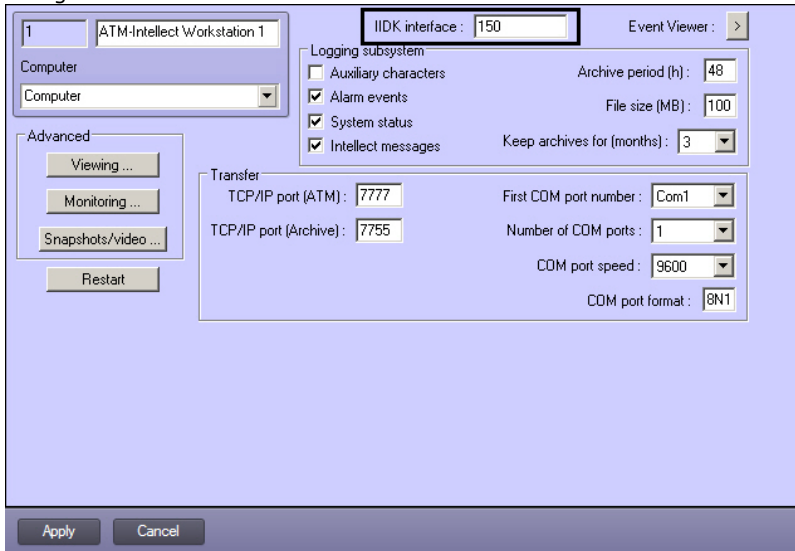 1
ATM-Intellect Workstation 1
IIDK interface :
150
Event Viewer :
>
Computer
Computer
Logging subsystem
Auxiliary characters
Alarm events
System status
Intellect messages
Archive period (h) :
48
File size (MB) :
100
Keep archives for (months) :
3
Advanced
Viewing ...
Monitoring ...
Snapshots/video ...
Restart
Transfer
TCP/IP port (ATM) :
7777
TCP/IP port (Archive) :
7755
First COM port number :
Com1
Number of COM ports :
1
COM port speed :
9600
COM port format :
8N1
Apply
Cancel